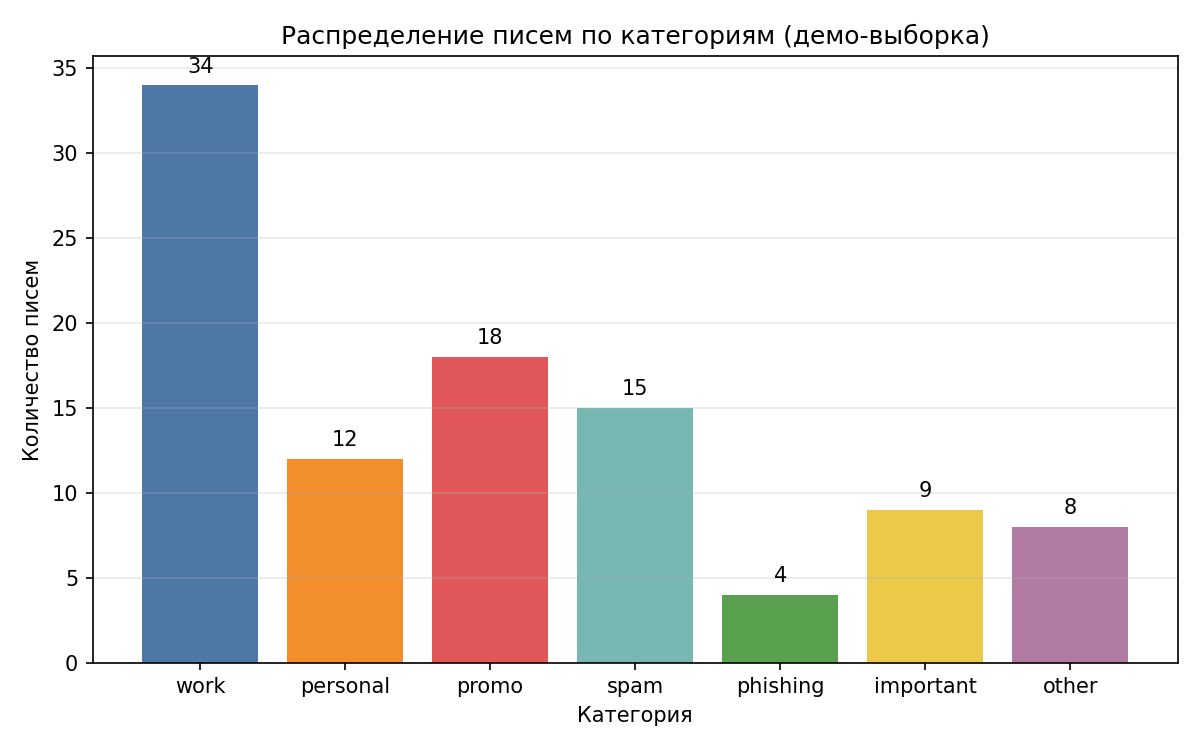 Распределение писем по категориям (демо-выборка)
Количество писем
35
30
25
20
15
10
5
0
34
12
18
15
4
9
8
work
personal
promo
spam
phishing
important
other
Категория